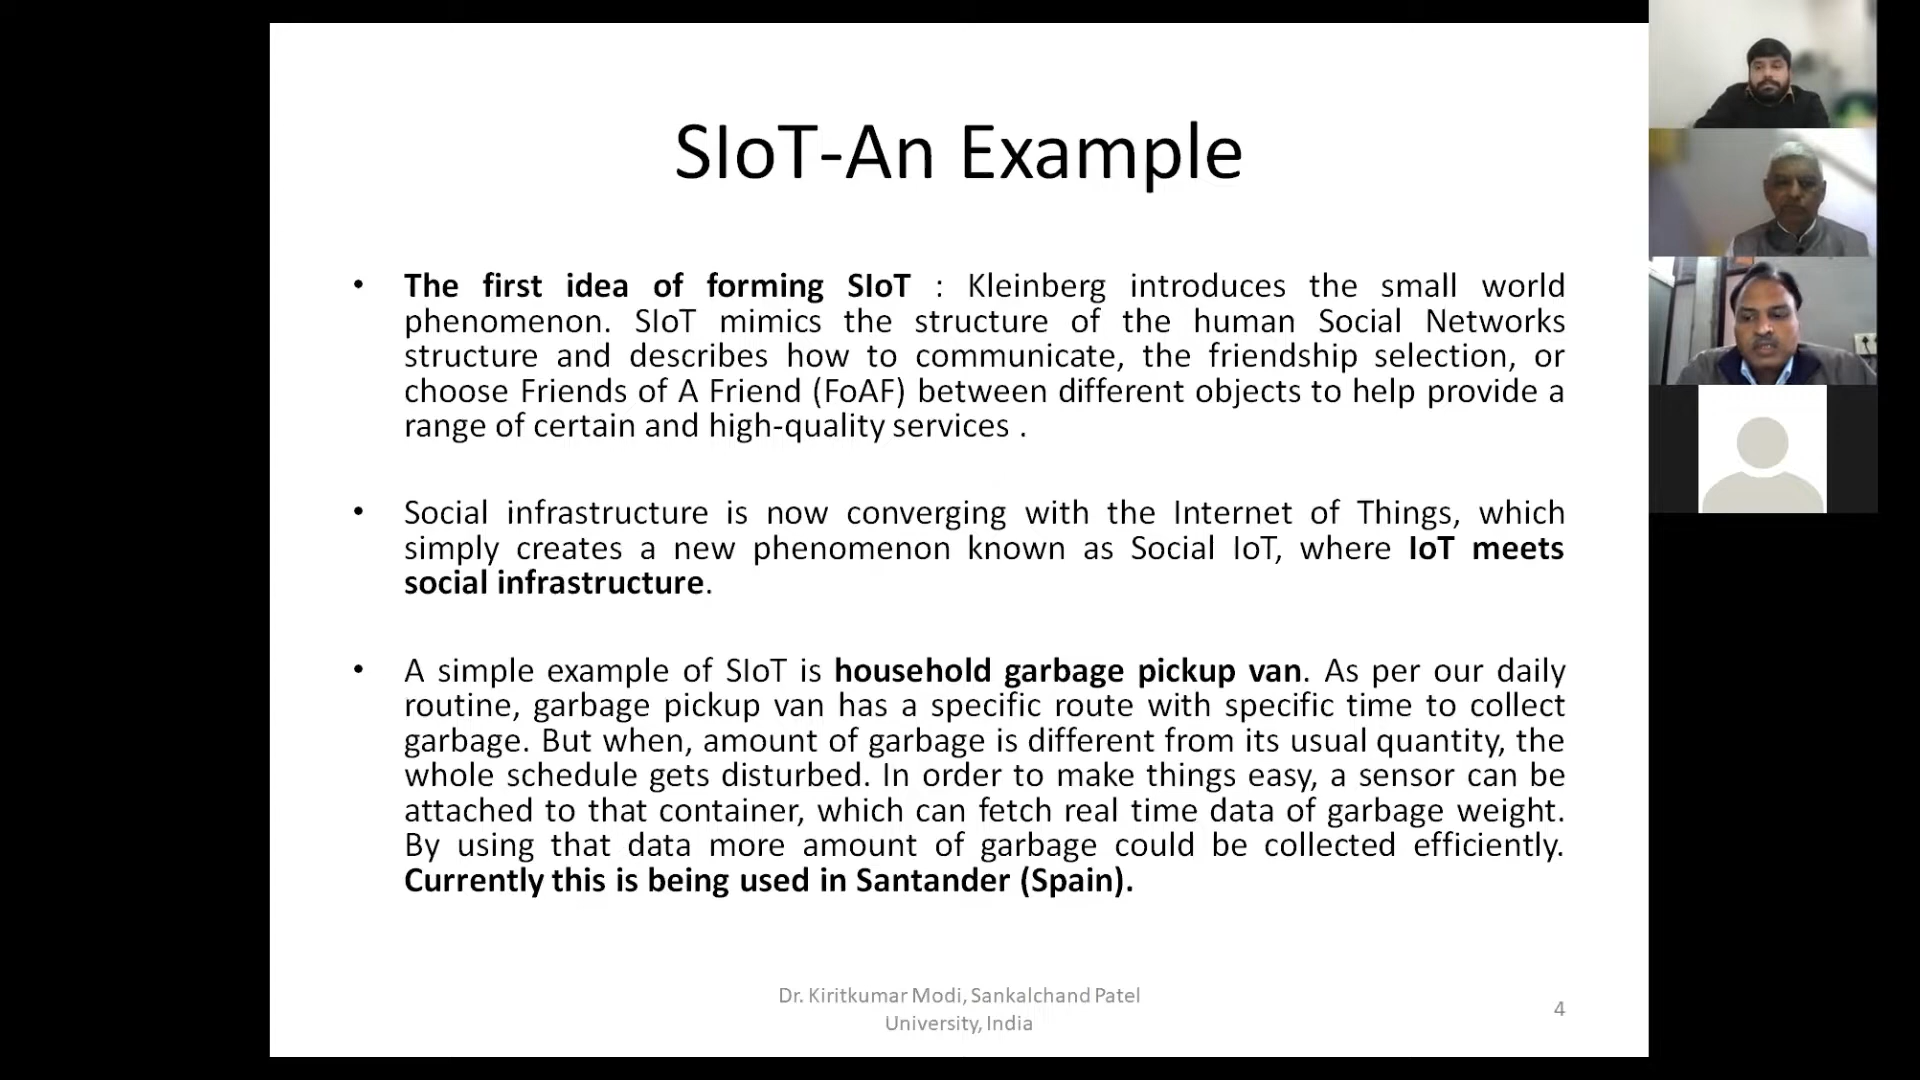 SIoT-An Example
• The first idea of forming SIoT : Kleinberg introduces the small world
phenomenon. SIoT mimics the structure of the human Social Networks
structure and describes how to communicate, the friendship selection, or
choose Friends of A Friend (FoAF) between different objects to help provide a
range of certain and high-quality services .
• Social infrastructure is now converging with the Internet of Things, which
simply creates a new phenomenon known as Social IoT, where IoT meets
social infrastructure.
• A simple example of SIoT is household garbage pickup van. As per our daily
routine, garbage pickup van has a specific route with specific time to collect
garbage. But when, amount of garbage is different from its usual quantity, the
whole schedule gets disturbed. In order to make things easy, a sensor can be
attached to that container, which can fetch real time data of garbage weight.
By using that data more amount of garbage could be collected efficiently.
Currently this is being used in Santander (Spain).
Dr. Kiritkumar Modi, Sankalchand Patel
University, India
4